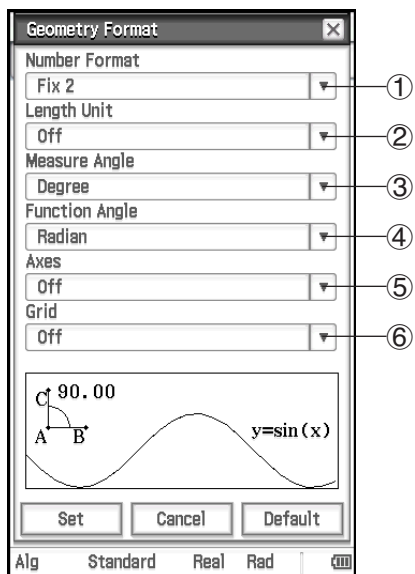 Geometry Format
Number Format
Fix 2 ①
Length Unit
Off ②
Measure Angle
Degree ③
Function Angle
Radian ④
Axes
Off ⑤
Grid
Off ⑥
C 90.00
A B y=sin(x)
Set Cancel Default
Alg Standard Real Rad